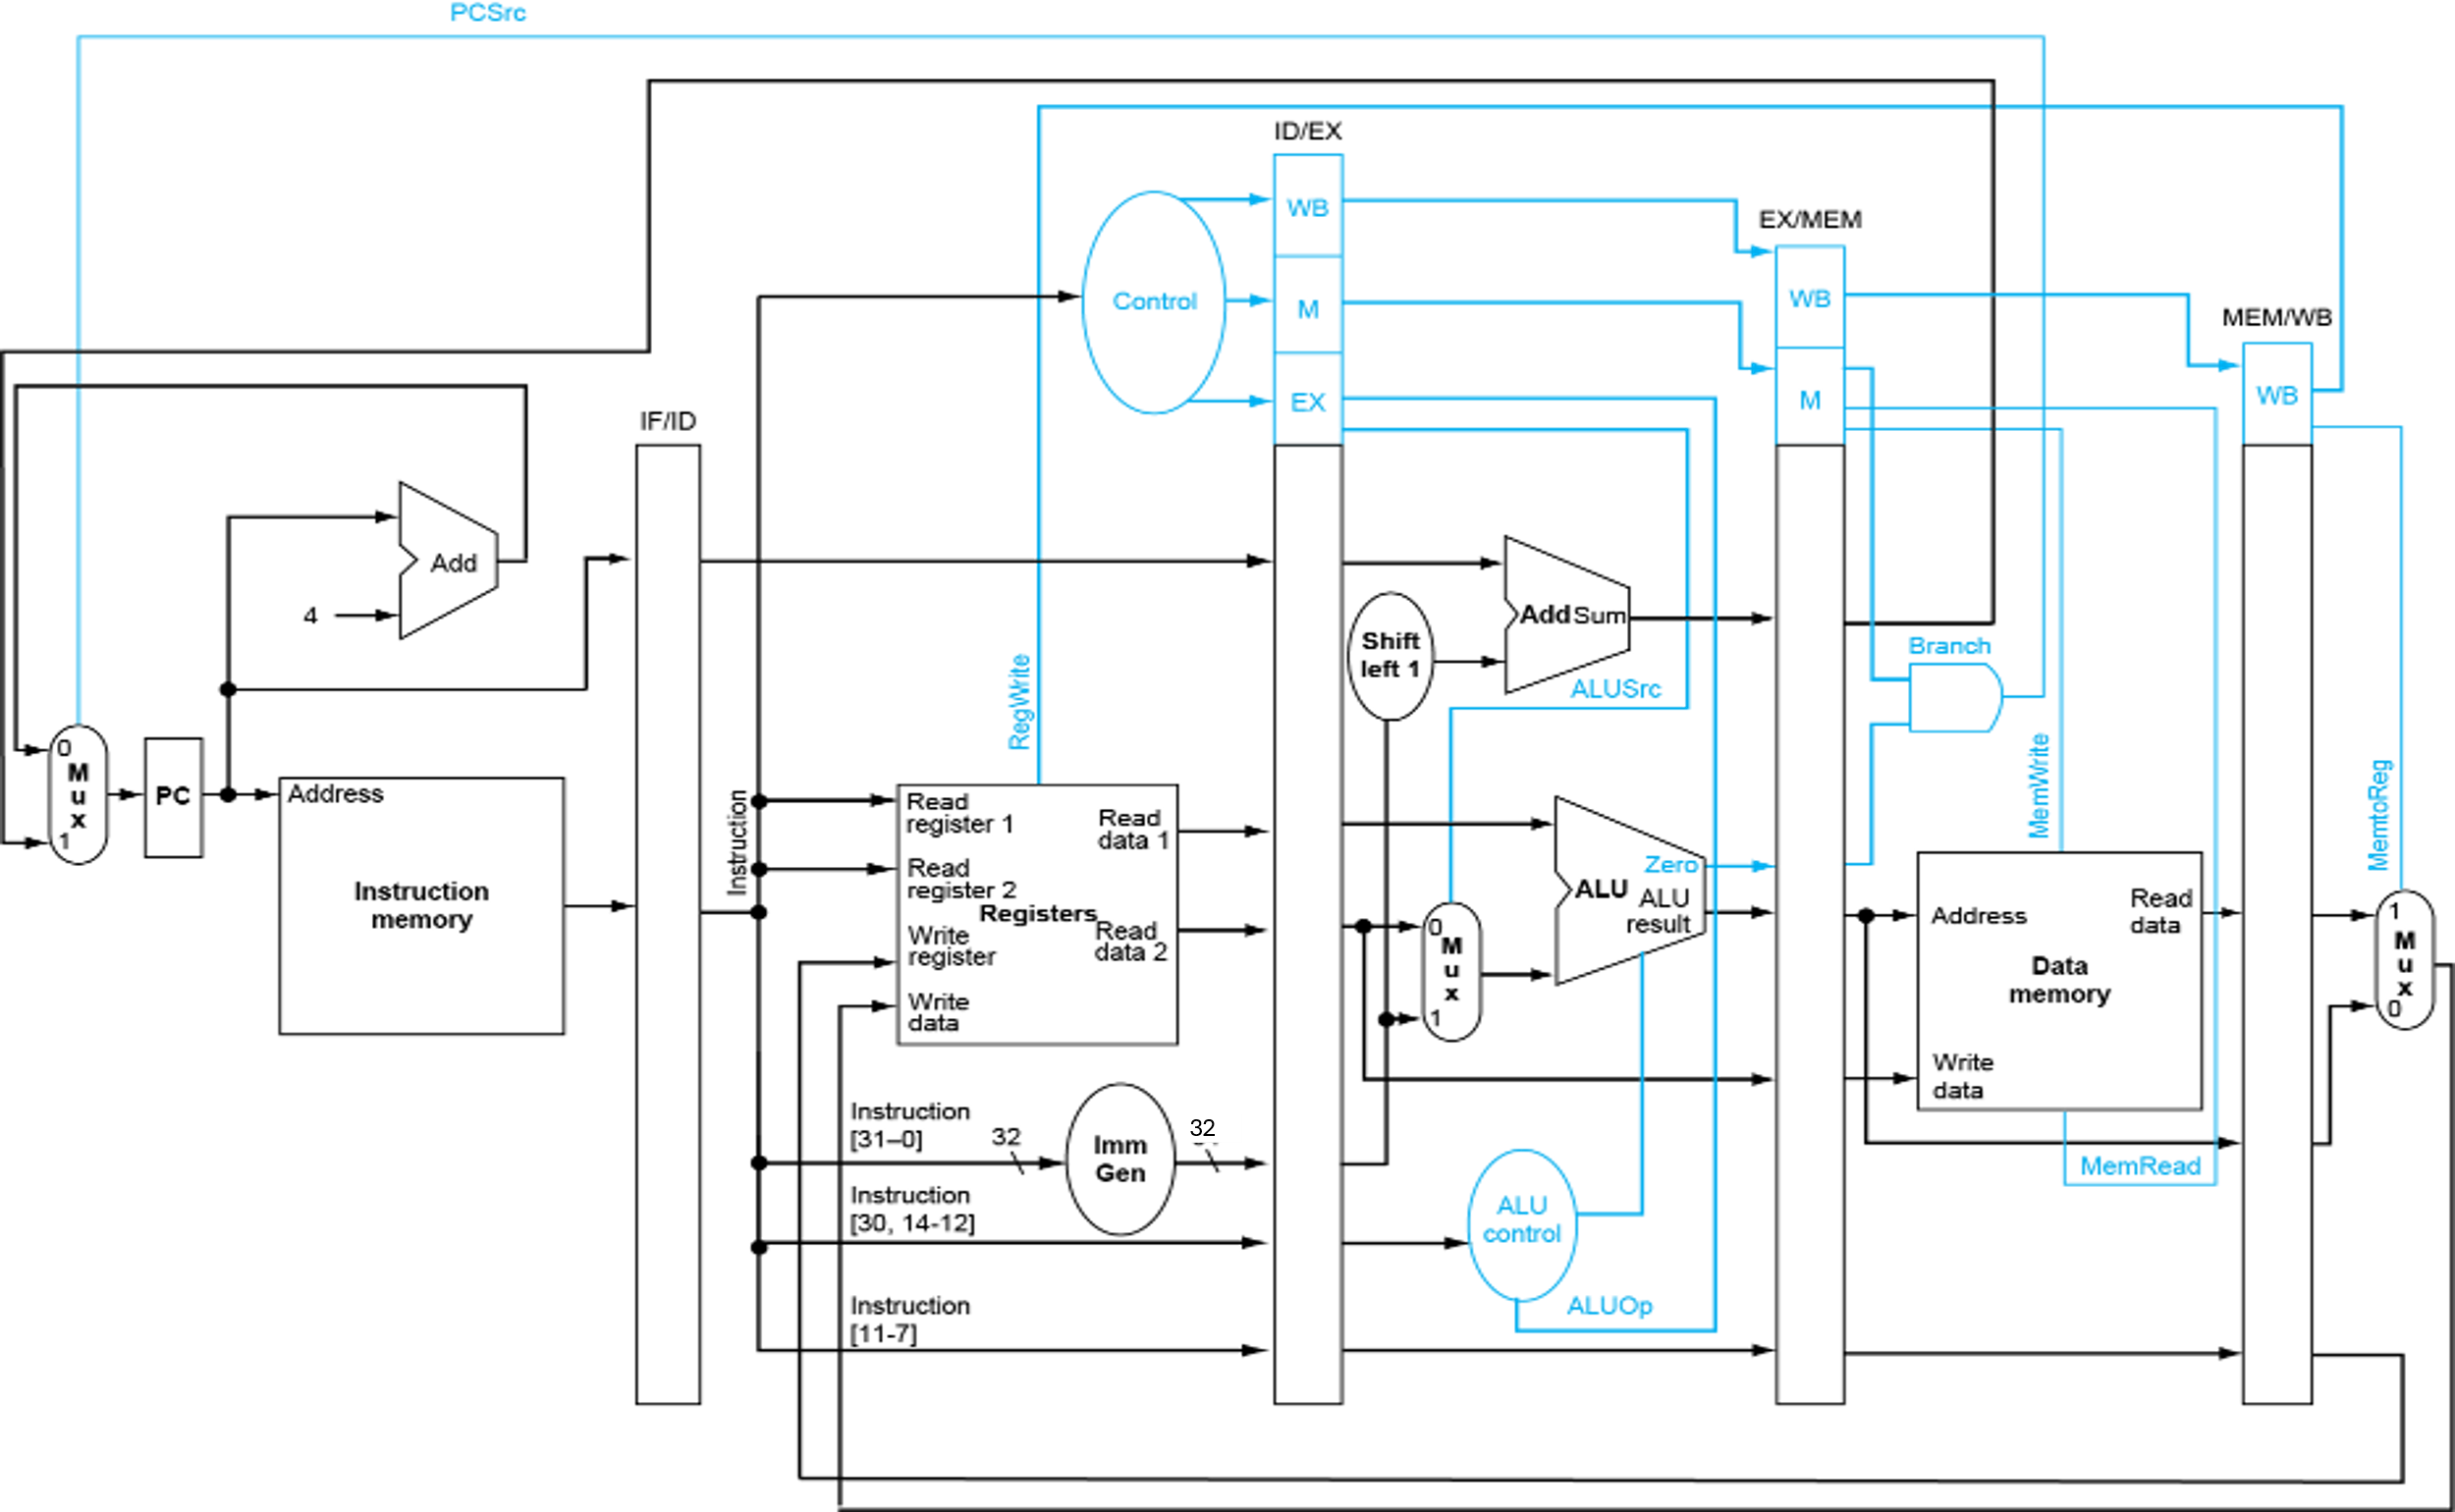 PCSrc
ID/EX
WB
EX/MEM
Control
M
WB
MEM/WB
EX
M
WB
IF/ID
Add
4
Add Sum
Shift
left 1
Branch
ALUSrc
RegWrite
MemWrite
MemtoReg
0
M
u
x
1
PC
Address
Instruction
memory
Instruction
Read
register 1
Read
data 1
Read
register 2
Registers
Write
register
Read
data 2
Write
data
Zero
ALU
ALU
result
0
M
u
x
1
Address
Read
data
Data
memory
Write
data
1
M
u
x
0
Instruction
[31–0]
32
Imm
Gen
32
MemRead
Instruction
[30, 14-12]
ALU
control
Instruction
[11-7]
ALUOp